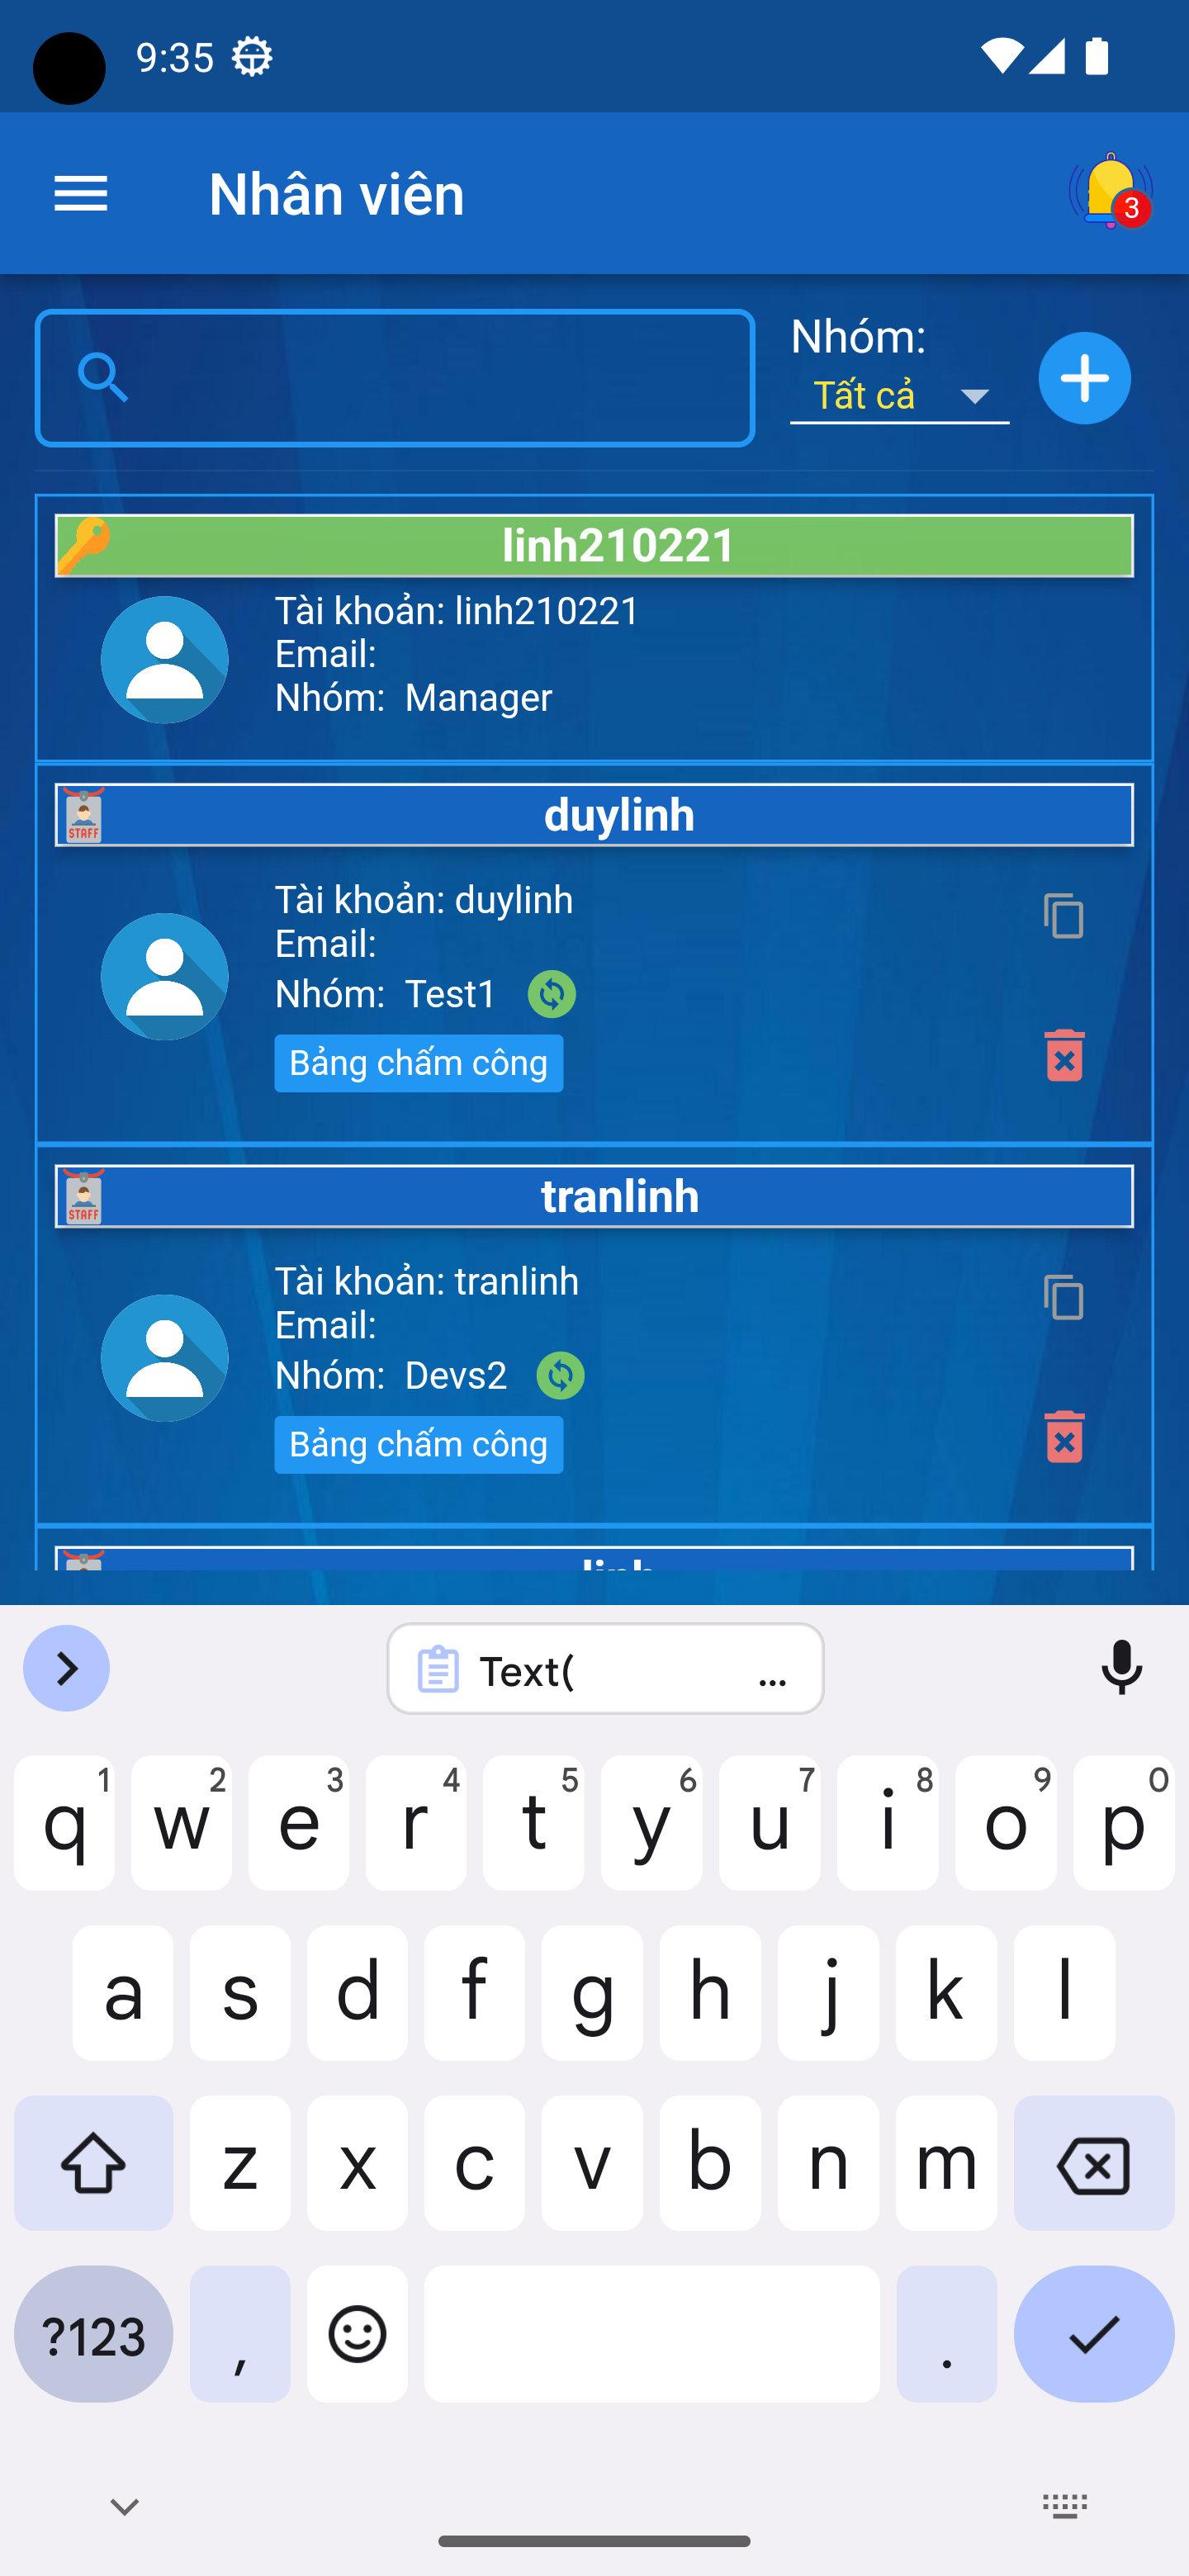 9:35
Nhân viên
3
Nhóm:
Tất cả
linh210221
Tài khoản: linh210221
Email:
Nhóm: Manager
duylinh
STAFF
Tài khoản: duylinh
Email:
Nhóm: Test1
Bảng chấm công
tranlinh
STAFF
Tài khoản: tranlinh
Email:
Nhóm: Devs2
Bảng chấm công
Text( ...
q 1 w 2 e 3 r 4 t 5 y 6 u 7 i 8 o 9 p 0
a s d f g h j k l
z x c v b n m
?123 , .